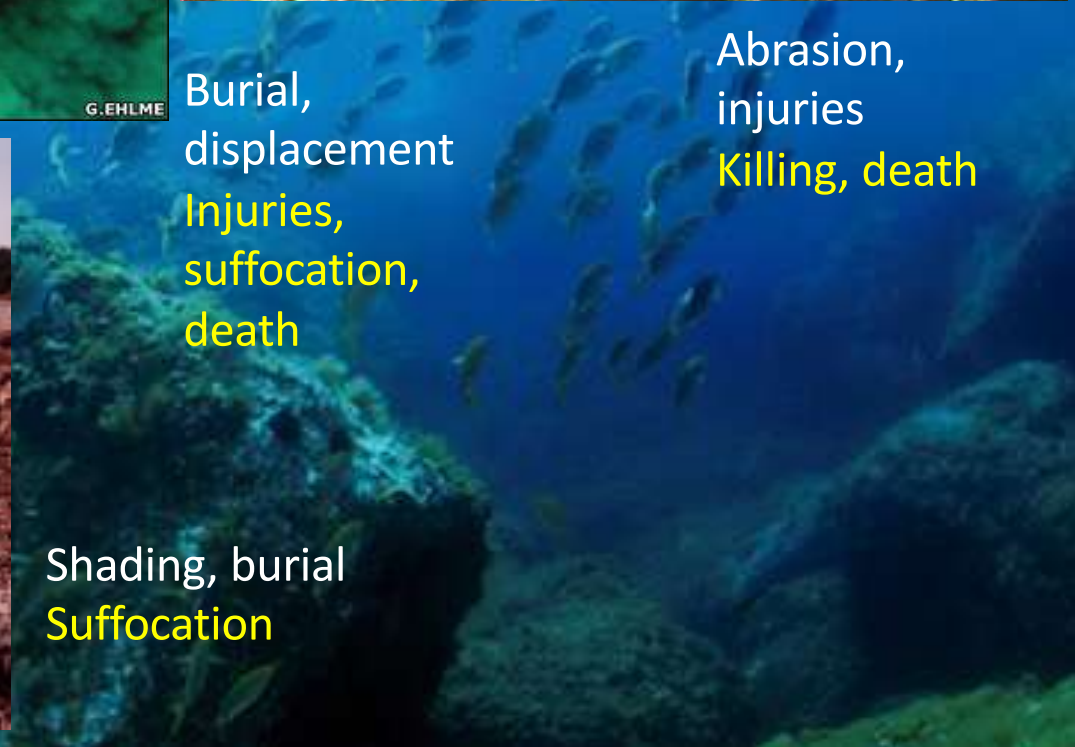 G.EHLME
Burial,
displacement
Injuries,
suffocation,
death
Abrasion,
injuries
Killing, death
Shading, burial
Suffocation